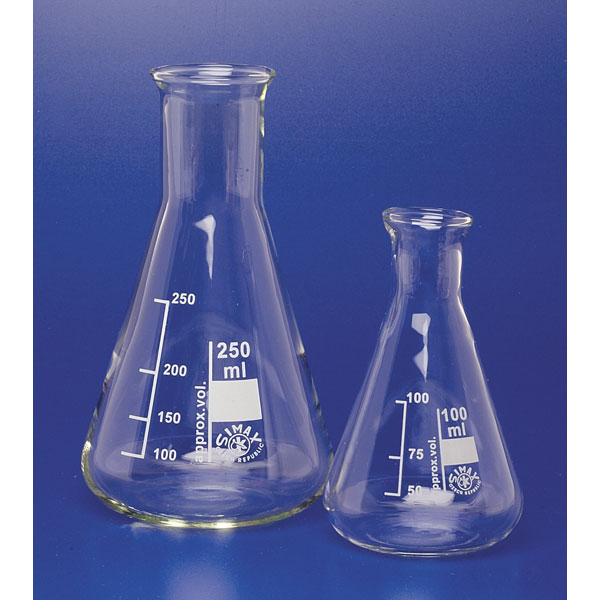 250
200
150
100
approx.vol.
250
ml
SIMAX
CZECH REPUBLIC
100
75
50
approx.vol.
100
ml
SIMAX
CZECH REPUBLIC